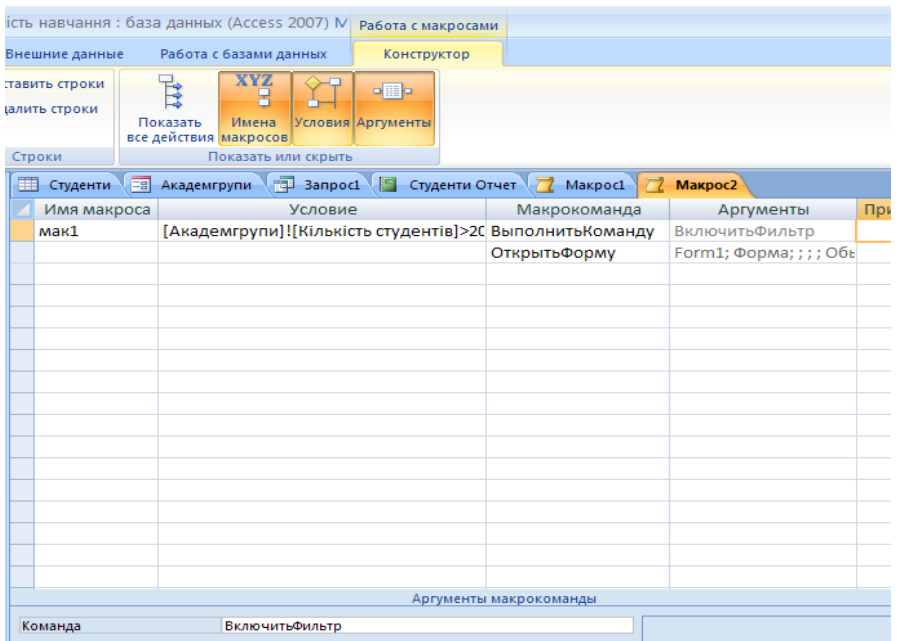 ість навчання : база данных (Access 2007) M Работа с макросами
Внешние данные Работа с базами данных Конструктор
тавить строки
далить строки
Показать все действия
XYZ
Имена макросов
Условия
Аргументы
Строки Показать или скрыть
Студенти Академгрупи Запрос1 Студенти Отчет Макрос1 Макрос2
Имя макроса Условие Макрокоманда Аргументы При
мак1 [Академгрупи]![Кількість студентів]>20 ВыполнитьКоманду ВключитьФильтр
ОткрытьФорму Form1; Форма; ; ; ; Обы
Аргументы макрокоманды
Команда ВключитьФильтр